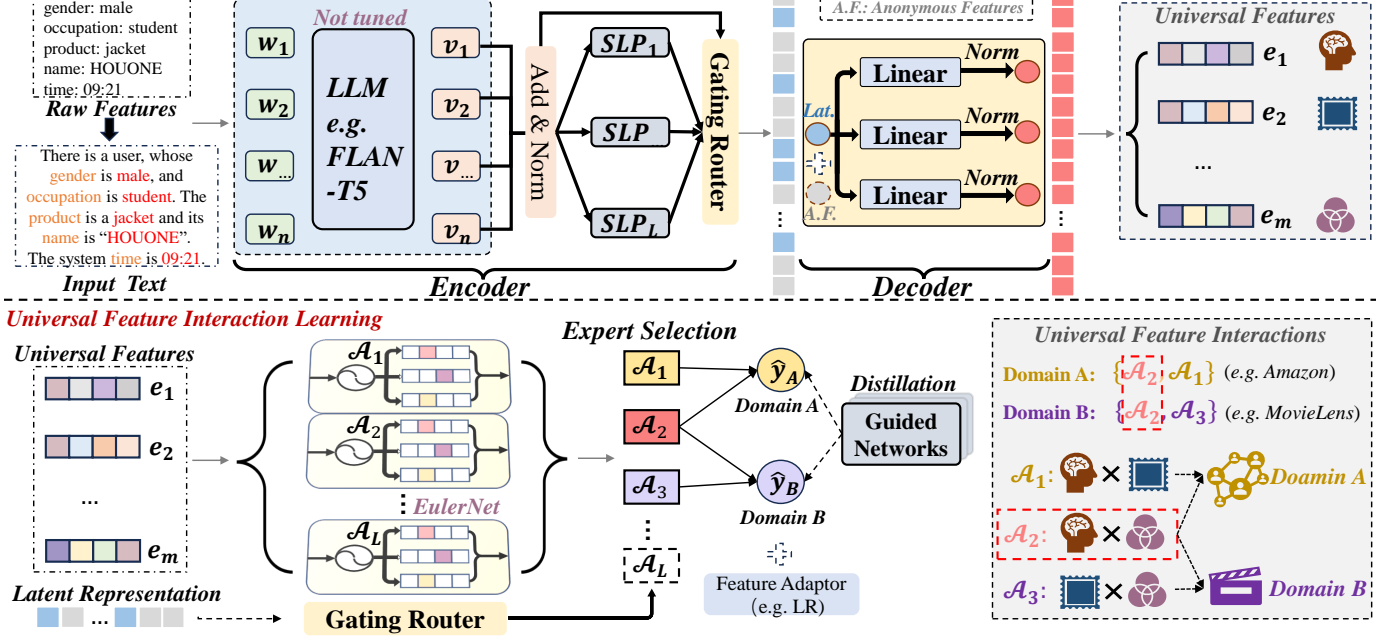 gender: male
occupation: student
product: jacket
name: HOUONE
time: 09:21
Raw Features
There is a user, whose
gender is male, and
occupation is student. The
product is a jacket and its
name is “HOUONE”.
The system time is 09:21.
Input Text
w1
w2
w...
wn
Not tuned
LLM
e.g.
FLAN
-T5
v1
v2
v...
vn
Add & Norm
SLP1
SLP
SLPL
Gating Router
Encoder
A.F.: Anonymous Features
Lat.
A.F.
Linear
Norm
Linear
Norm
Linear
Norm
Decoder
Universal Features
e1
e2
...
em
Universal Feature Interaction Learning
Universal Features
e1
e2
...
em
Latent Representation
...
A1
A2
EulerNet
AL
Gating Router
Expert Selection
A1
A2
A3
AL
ŷA
Domain A
ŷB
Domain B
Distillation
Guided
Networks
Feature Adaptor
(e.g. LR)
Universal Feature Interactions
Domain A: {A2, A1} (e.g. Amazon)
Domain B: {A2, A3} (e.g. MovieLens)
A1: × Doamin A
A2: ×
A3: × Domain B